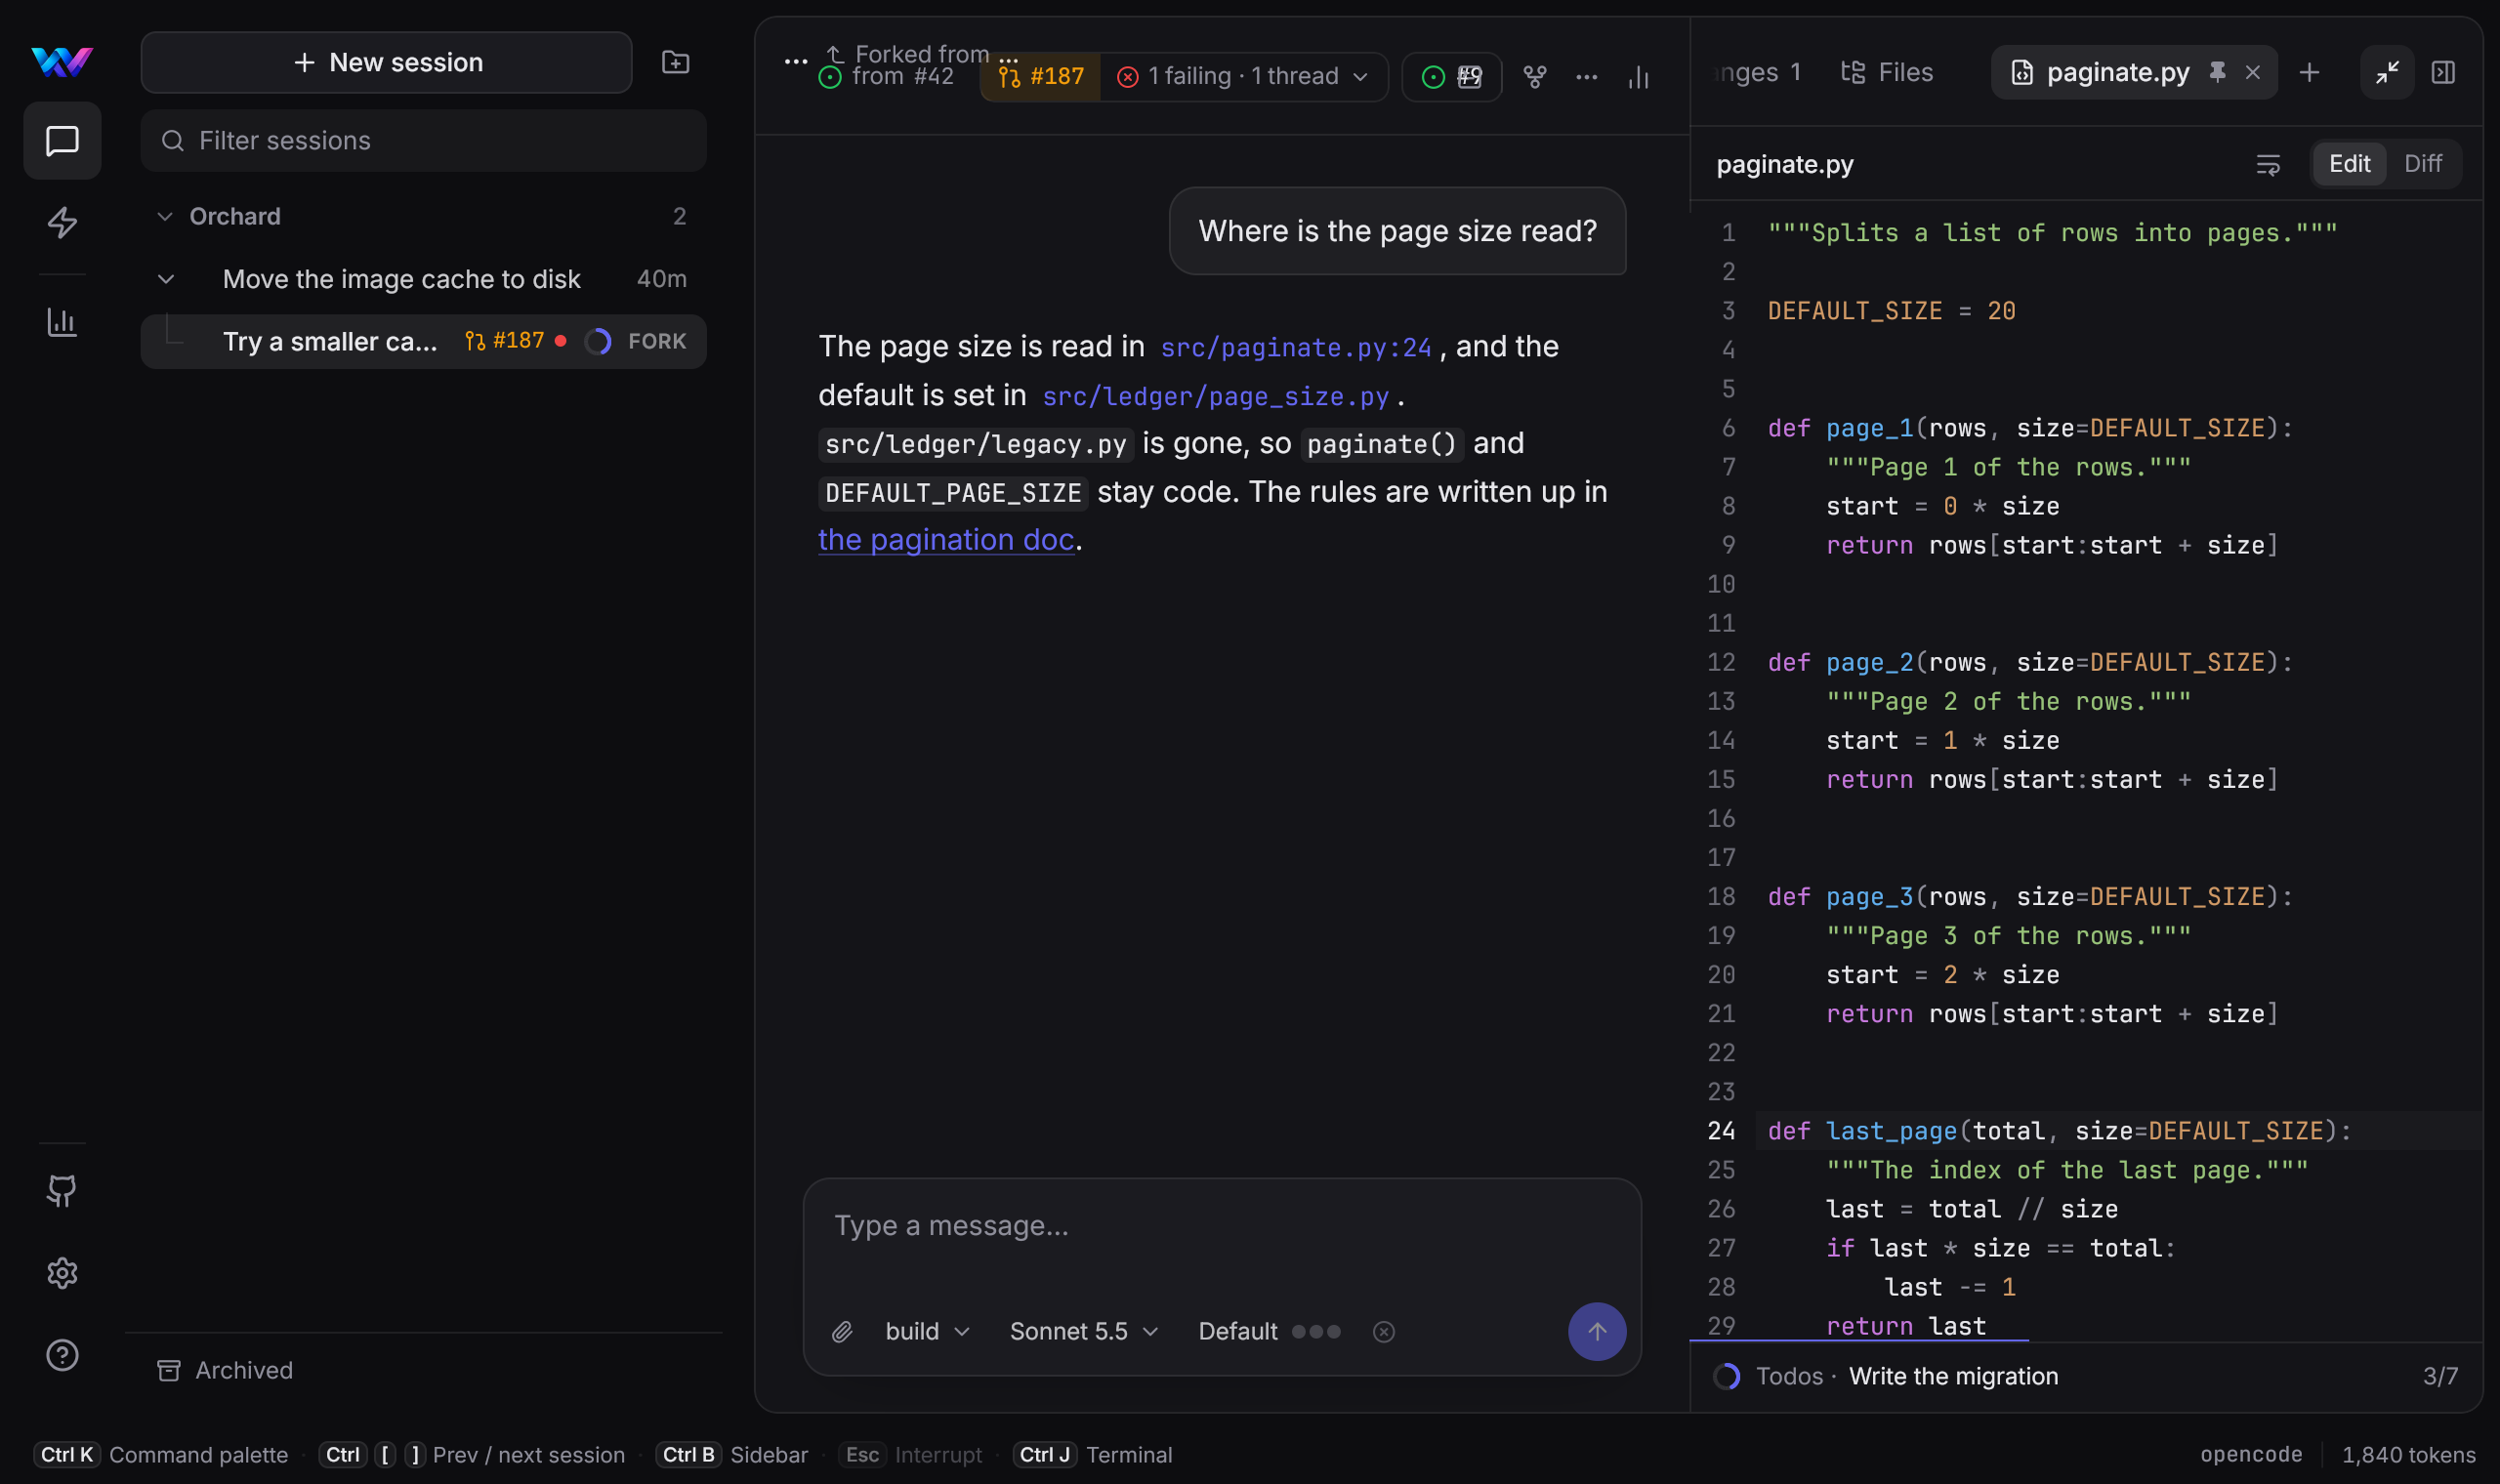 New session
Filter sessions
Orchard 2
Move the image cache to disk 40m
Try a smaller ca... #187 FORK
Archived
... Forked from ...
from #42 #187 1 failing · 1 thread #9
Where is the page size read?
The page size is read in src/paginate.py:24, and the
default is set in src/ledger/page_size.py.
src/ledger/legacy.py is gone, so paginate() and
DEFAULT_PAGE_SIZE stay code. The rules are written up in
the pagination doc.
Type a message...
build Sonnet 5.5 Default
anges 1 Files paginate.py
paginate.py Edit Diff
1 """Splits a list of rows into pages."""
2
3 DEFAULT_SIZE = 20
4
5
6 def page_1(rows, size=DEFAULT_SIZE):
7 """Page 1 of the rows."""
8 start = 0 * size
9 return rows[start:start + size]
10
11
12 def page_2(rows, size=DEFAULT_SIZE):
13 """Page 2 of the rows."""
14 start = 1 * size
15 return rows[start:start + size]
16
17
18 def page_3(rows, size=DEFAULT_SIZE):
19 """Page 3 of the rows."""
20 start = 2 * size
21 return rows[start:start + size]
22
23
24 def last_page(total, size=DEFAULT_SIZE):
25 """The index of the last page."""
26 last = total // size
27 if last * size == total:
28 last -= 1
29 return last
Todos · Write the migration 3/7
Ctrl K Command palette · Ctrl [ ] Prev / next session · Ctrl B Sidebar · Esc Interrupt · Ctrl J Terminal
opencode 1,840 tokens